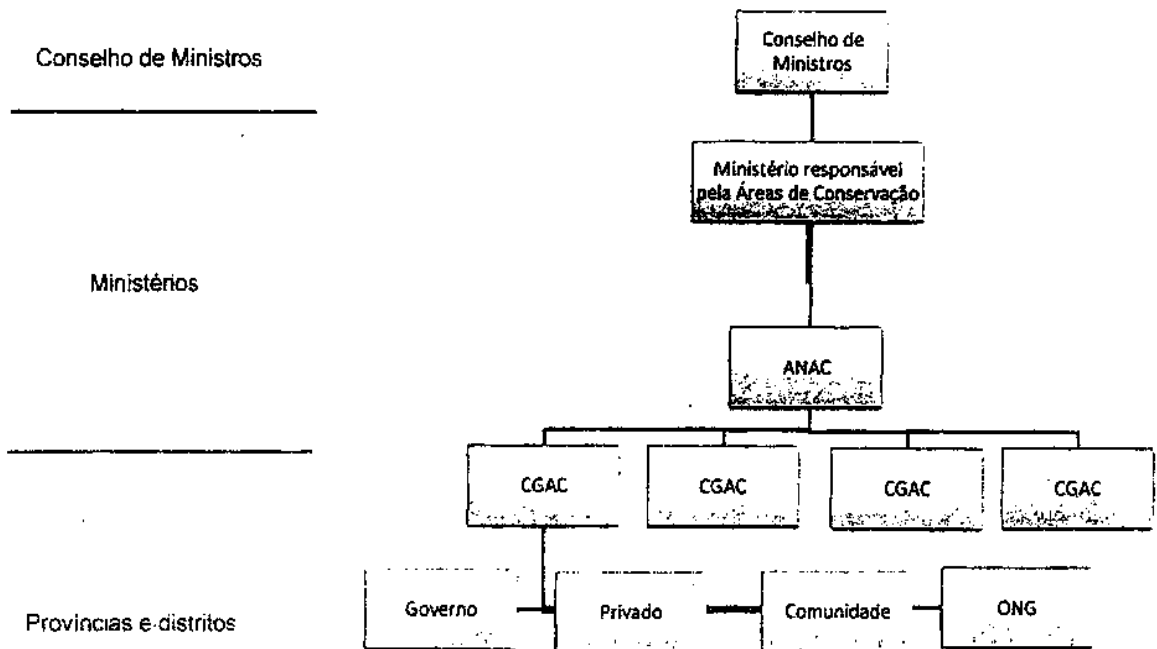 Conselho de Ministros
Conselho de
Ministros
Ministério responsável
pela Áreas de Conservação
Ministérios
ANAC
CGAC
CGAC
CGAC
CGAC
Províncias e distritos
Governo
Privado
Comunidade
ONG